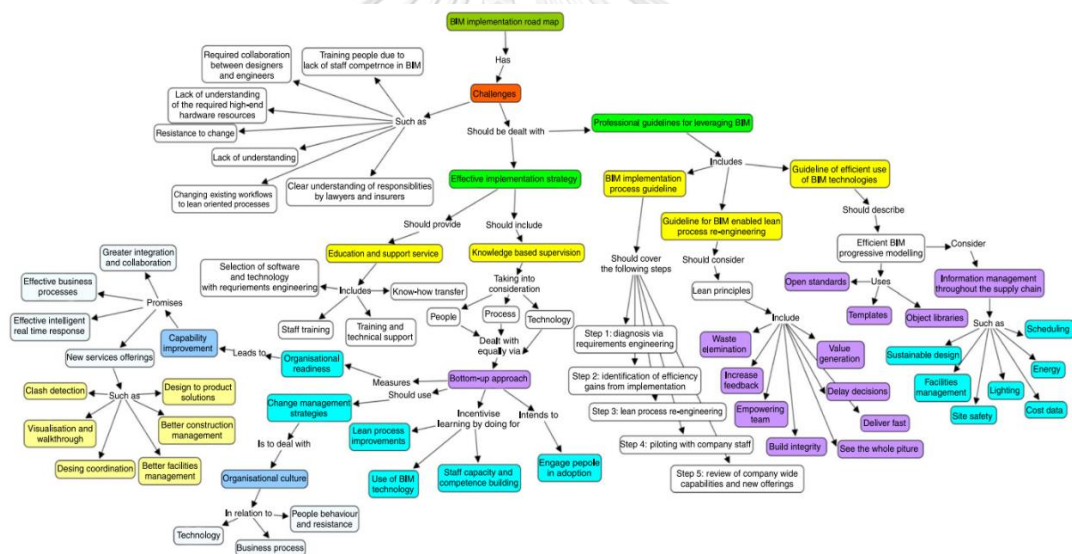 BIM implementation road map
Has
Challenges
Such as
Required collaboration
between designers
and engineers
Training people due to
lack of staff competrnce in BIM
Lack of understanding
of the required high-end
hardware resources
Resistance to change
Lack of understanding
Changing existing workflows
to lean oriented processes
Clear understanding of responsiblities
by lawyers and insurers
Should be dealt with
Professional guidelines for leveraging BIM
Effective implementation strategy
Should provide
Should include
Education and support service
Knowledge based supervision
Selection of software
and technology
with requriements engineering
Know-how transfer
Includes
Staff training
Training and
technical support
Taking into
consideration
People
Process
Technology
Dealt with
equally via
Bottom-up approach
Measures
Organisational
readiness
Leads to
Capability
improvement
Promises
Greater integration
and collaboration
Effective business
processes
Effective intelligent
real time response
New services offerings
Such as
Clash detection
Design to product
solutions
Visualisation and
walkthrough
Better construction
management
Desing coordination
Better facilities
management
Should use
Change management
strategies
Is to deal with
Organisational culture
In relation to
Technology
People behaviour
and resistance
Business process
Incentivise
learning by doing for
Lean process
improvements
Use of BIM
technology
Staff capacity and
competence building
Intends to
Engage pepole
in adoption
Includes
BIM implementation
process guideline
Guideline for BIM enabled lean
process re-engineering
Guideline of efficient use
of BIM technologies
Should cover
the following steps
Step 1: diagnosis via
requirements engineering
Step 2: identification of efficiency
gains from implementation
Step 3: lean process re-engineering
Step 4: piloting with company staff
Step 5: review of company wide
capabilities and new offerings
Should consider
Lean principles
Include
Waste
elemination
Increase
feedback
Empowering
team
Build integrity
See the whole piture
Deliver fast
Delay decisions
Value
generation
Should describe
Efficient BIM
progressive modelling
Consider
Uses
Open standards
Templates
Object libraries
Information management
throughout the supply chain
Such as
Scheduling
Sustainable design
Energy
Facilities
management
Lighting
Site safety
Cost data